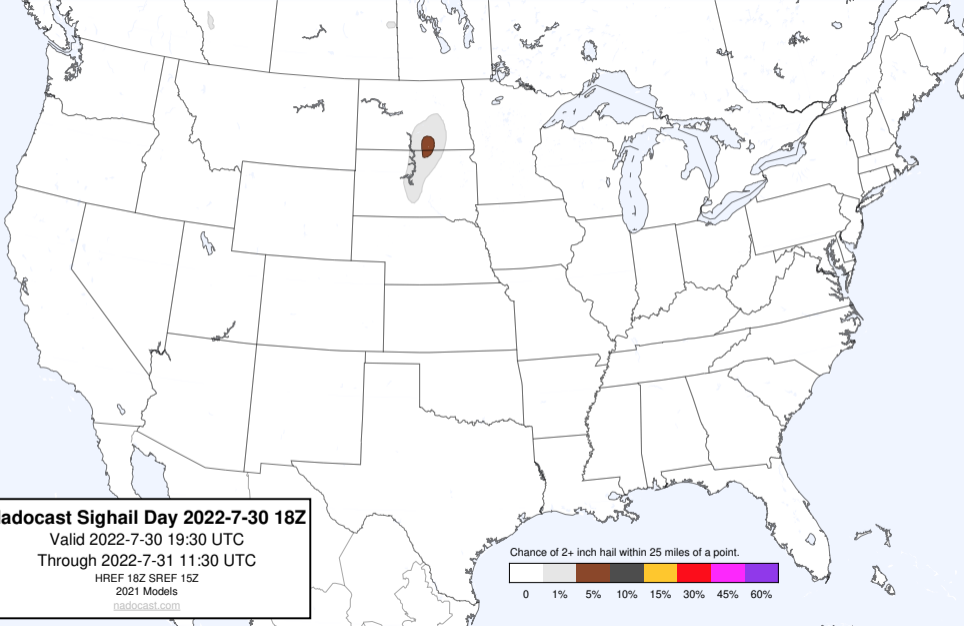 adocast Sighail Day 2022-7-30 18Z
Valid 2022-7-30 19:30 UTC
Through 2022-7-31 11:30 UTC
HREF 18Z SREF 15Z
2021 Models
nadocast.com
Chance of 2+ inch hail within 25 miles of a point.
0 1% 5% 10% 15% 30% 45% 60%